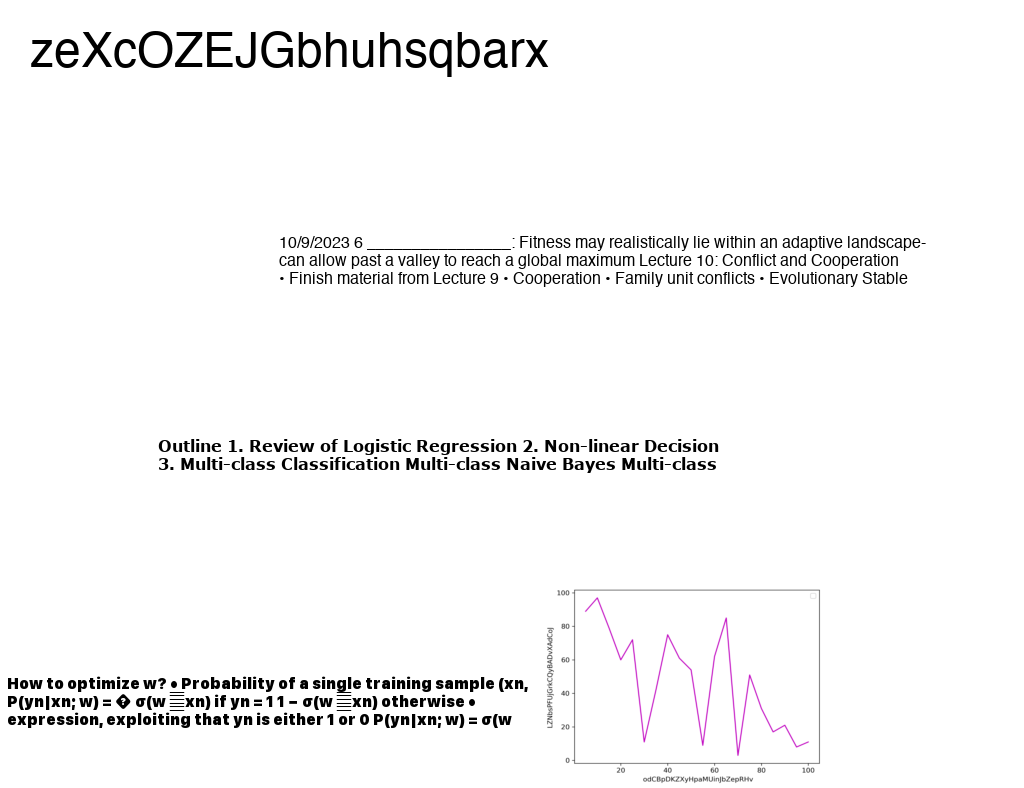 zeXcOZEJGbhuhsqbarx
10/9/2023 6 _________________: Fitness may realistically lie within an adaptive landscape-
can allow past a valley to reach a global maximum Lecture 10: Conflict and Cooperation
• Finish material from Lecture 9 • Cooperation • Family unit conflicts • Evolutionary Stable
Outline 1. Review of Logistic Regression 2. Non-linear Decision
3. Multi-class Classification Multi-class Naive Bayes Multi-class
How to optimize w? • Probability of a single training sample (xn,
P(yn|xn; w) = � σ(w xn) if yn = 1 1 − σ(w xn) otherwise •
expression, exploiting that yn is either 1 or 0 P(yn|xn; w) = σ(w
100
80
60
40
20
0
20 40 60 80 100
odCBpDKZXyHpaMUinJbZepRHv